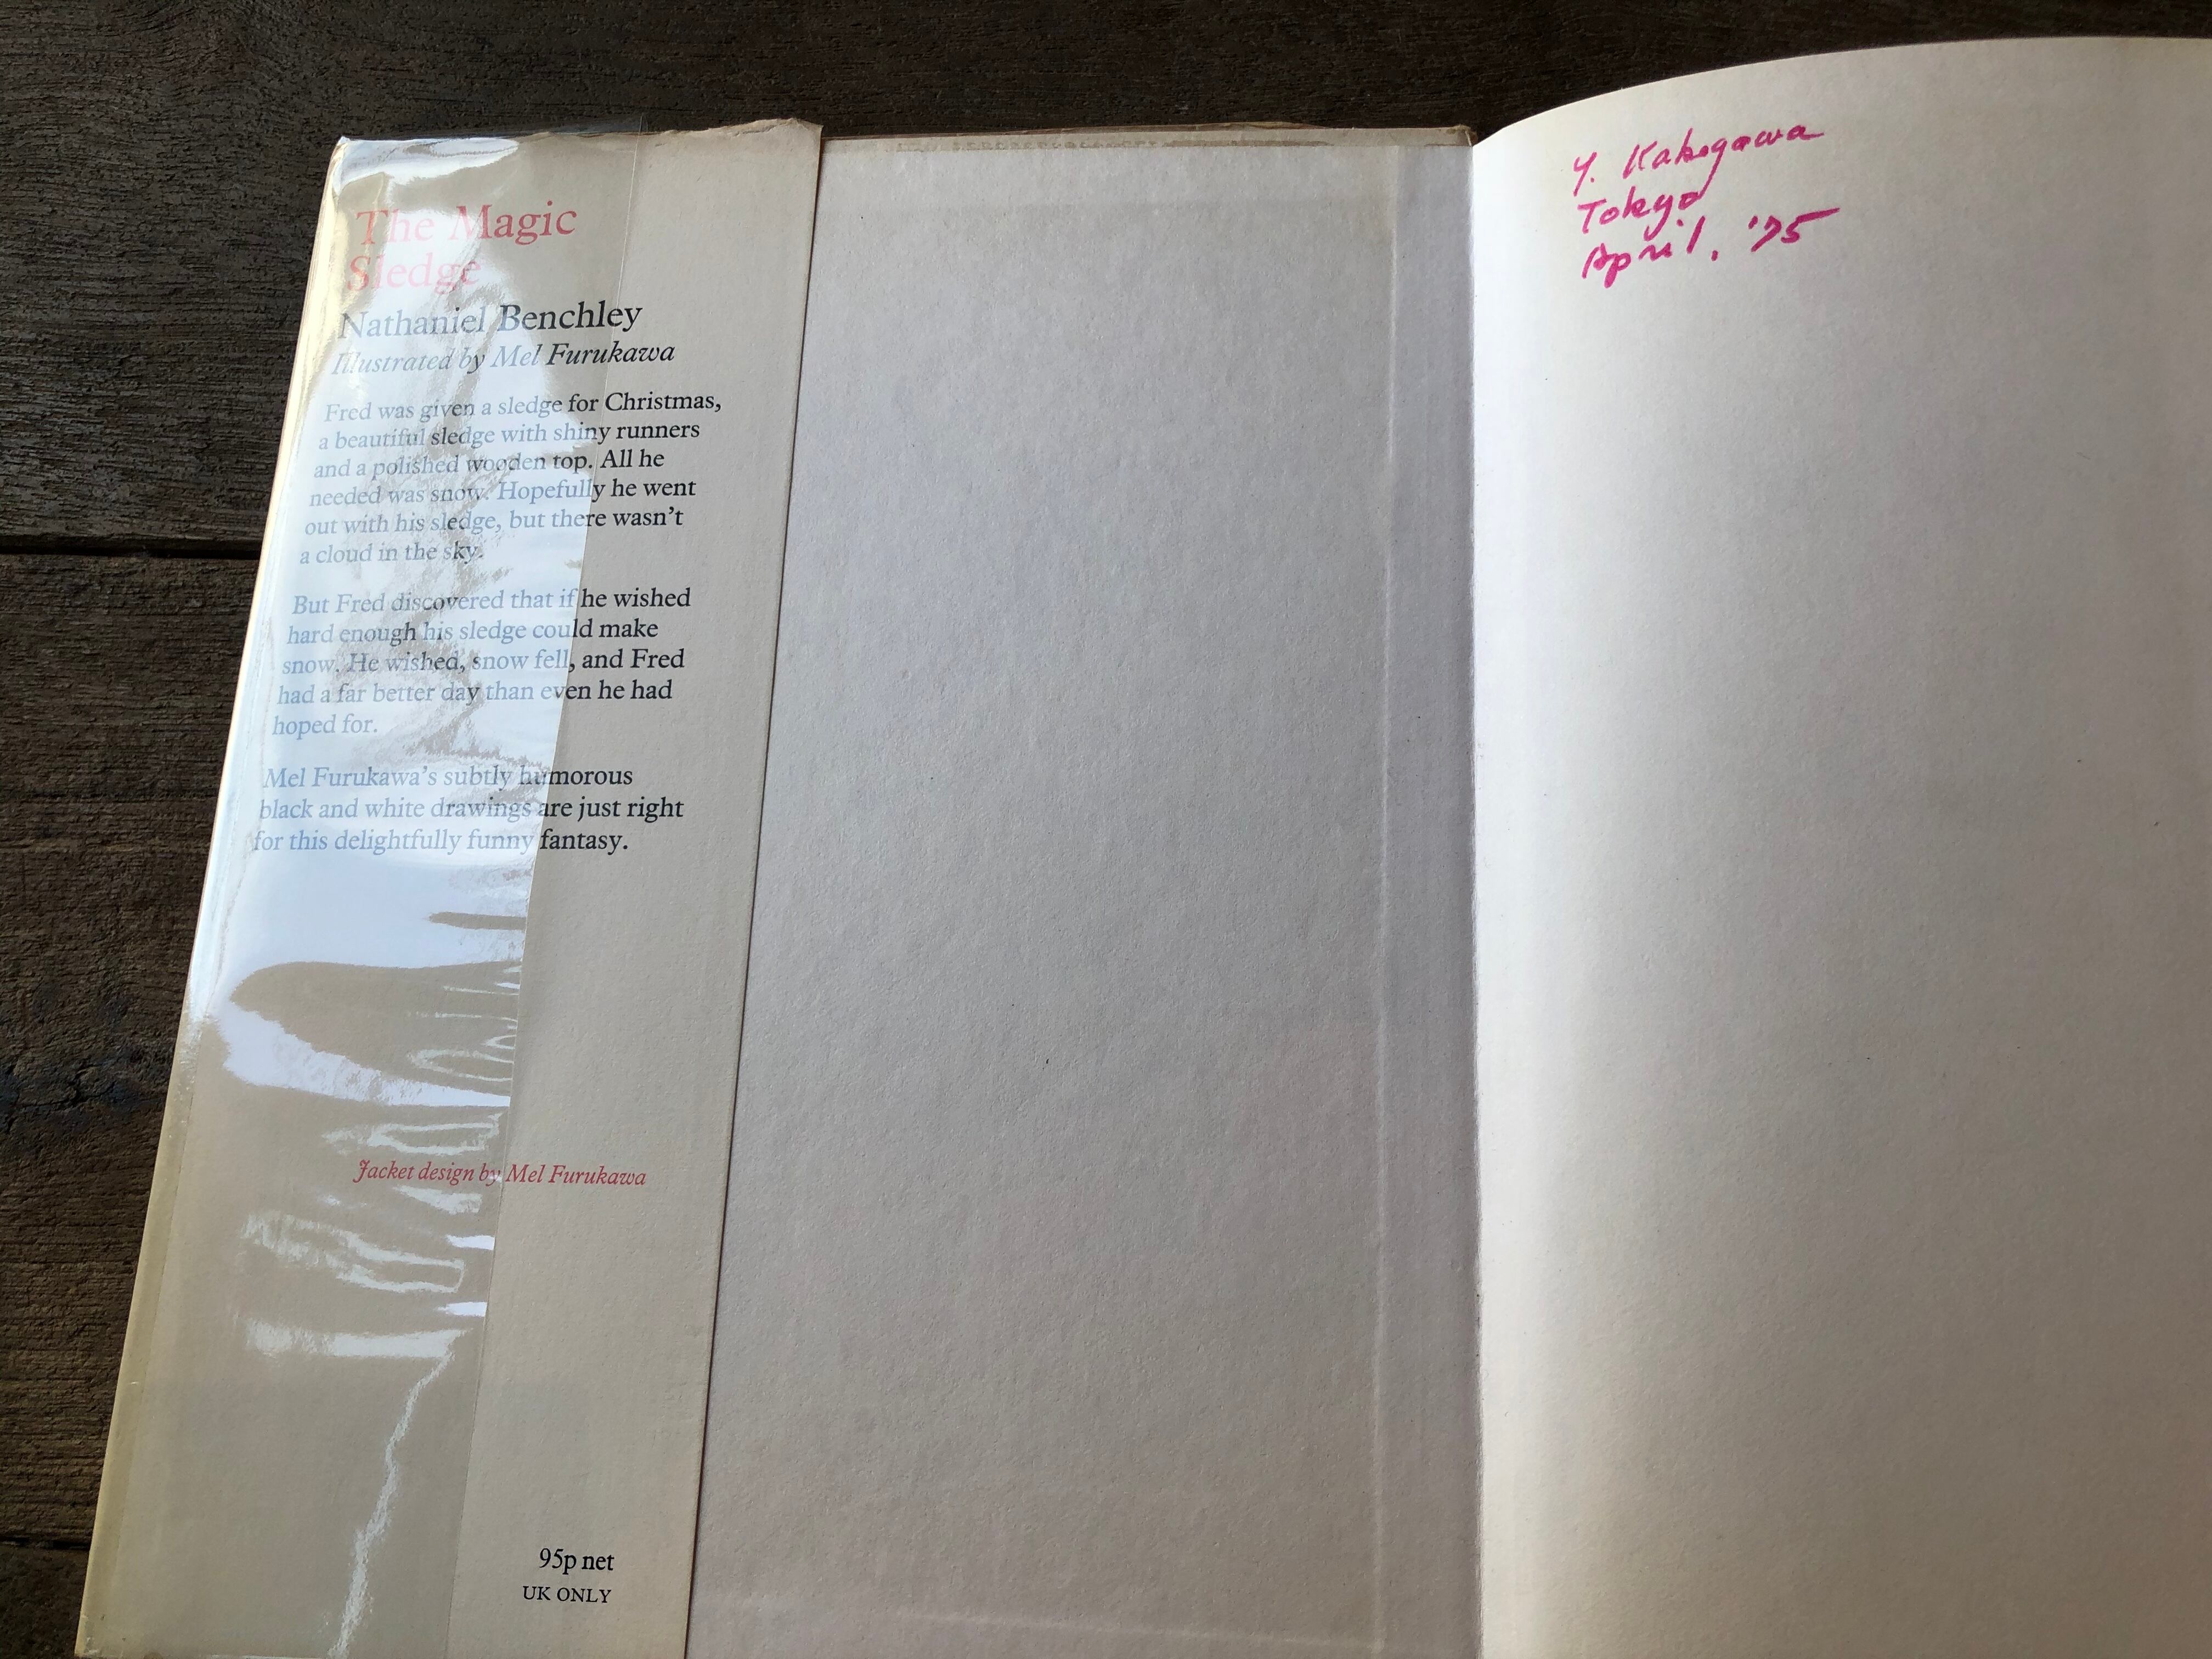 The Magic
Sledge
Nathaniel Benchley
Illustrated by Mel Furukawa
Fred was given a sledge for Christmas,
a beautiful sledge with shiny runners
and a polished wooden top. All he
needed was snow. Hopefully he went
out with his sledge, but there wasn't
a cloud in the sky.
But Fred discovered that if he wished
hard enough his sledge could make
snow. He wished, snow fell, and Fred
had a far better day than even he had
hoped for.
Mel Furukawa's subtly humorous
black and white drawings are just right
for this delightfully funny fantasy.
Jacket design by Mel Furukawa
95p net
UK ONLY
Y.
Tokyo
April. '75